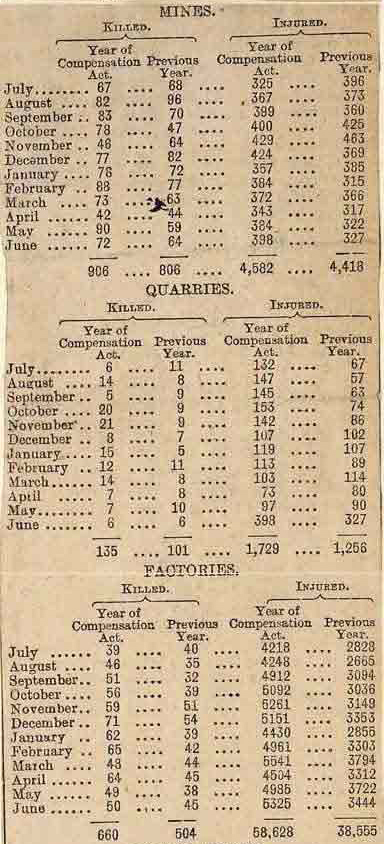 MINES.
KILLED. INJURED.
Year of Year of
Compensation Previous Compensation Previous
Act. Year. Act. Year.
July........ 67 .... 68 .... 325 .... 396
August .... 82 .... 96 .... 367 .... 373
September .. 83 .... 70 .... 399 .... 360
October .... 78 .... 47 .... 400 .... 425
November .. 46 .... 64 .... 429 .... 463
December .. 77 .... 82 .... 424 .... 369
January .... 76 .... 72 .... 357 .... 385
February .. 88 .... 77 .... 384 .... 315
March .... 73 .... 63 .... 372 .... 366
April .... 42 .... 44 .... 343 .... 317
May ...... 90 .... 59 .... 384 .... 322
June ...... 72 .... 64 .... 398 .... 327
906 .... 806 .... 4,582 .... 4,418
QUARRIES.
KILLED. INJURED.
Year of Year of
Compensation Previous Compensation Previous
Act. Year. Act. Year.
July........ 6 .... 11 .... 132 .... 67
August .... 14 .... 8 .... 147 .... 57
September .. 5 .... 9 .... 145 .... 63
October .... 20 .... 9 .... 153 .... 74
November .. 21 .... 9 .... 142 .... 86
December .. 8 .... 7 .... 107 .... 102
January.... 15 .... 5 .... 119 .... 107
February .. 12 .... 11 .... 113 .... 89
March...... 14 .... 8 .... 103 .... 114
April .... 7 .... 8 .... 73 .... 80
May........ 7 .... 10 .... 97 .... 90
June ...... 6 .... 6 .... 398 .... 327
135 .... 101 .... 1,729 .... 1,256
FACTORIES.
KILLED. INJURED.
Year of Year of
Compensation Previous Compensation Previous
Act. Year. Act. Year.
July ...... 39 .... 40 .... 4218 .... 2828
August .... 46 .... 35 .... 4248 .... 2665
September.. 51 .... 32 .... 4912 .... 3094
October .... 56 .... 39 .... 5092 .... 3036
November.. 59 .... 51 .... 5261 .... 3149
December .. 71 .... 54 .... 5151 .... 3353
January .. 62 .... 39 .... 4430 .... 2855
February .. 65 .... 42 .... 4961 .... 3303
March .... 48 .... 44 .... 5541 .... 3794
April ...... 64 .... 45 .... 4504 .... 3312
May ...... 49 .... 38 .... 4985 .... 3722
June ...... 50 .... 45 .... 5325 .... 3444
660 504 58,628 38,555